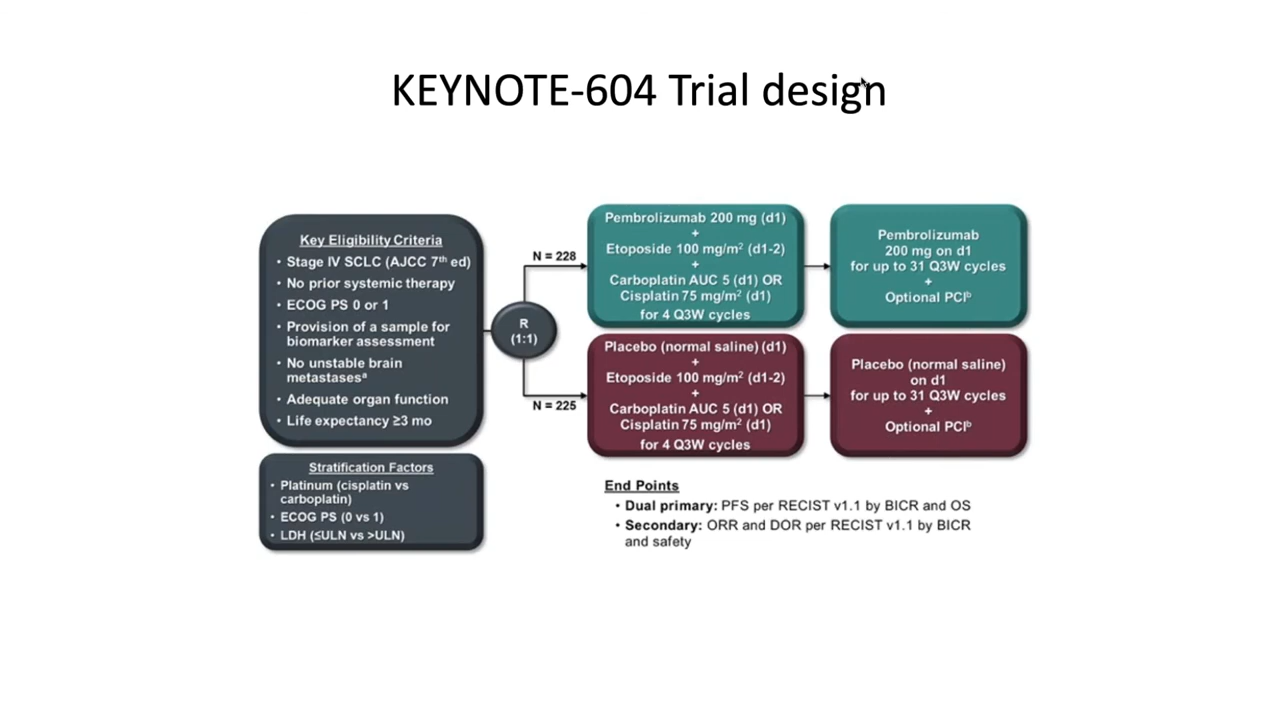 KEYNOTE-604 Trial design
Key Eligibility Criteria
• Stage IV SCLC (AJCC 7th ed)
• No prior systemic therapy
• ECOG PS 0 or 1
• Provision of a sample for
biomarker assessment
• No unstable brain
metastasesᵃ
• Adequate organ function
• Life expectancy ≥3 mo
Stratification Factors
• Platinum (cisplatin vs
carboplatin)
• ECOG PS (0 vs 1)
• LDH (≤ULN vs >ULN)
R
(1:1)
N = 228
N = 225
Pembrolizumab 200 mg (d1)
+
Etoposide 100 mg/m² (d1-2)
+
Carboplatin AUC 5 (d1) OR
Cisplatin 75 mg/m² (d1)
for 4 Q3W cycles
Pembrolizumab
200 mg on d1
for up to 31 Q3W cycles
+
Optional PCIᵇ
Placebo (normal saline) (d1)
+
Etoposide 100 mg/m² (d1-2)
+
Carboplatin AUC 5 (d1) OR
Cisplatin 75 mg/m² (d1)
for 4 Q3W cycles
Placebo (normal saline)
on d1
for up to 31 Q3W cycles
+
Optional PCIᵇ
End Points
• Dual primary: PFS per RECIST v1.1 by BICR and OS
• Secondary: ORR and DOR per RECIST v1.1 by BICR
and safety